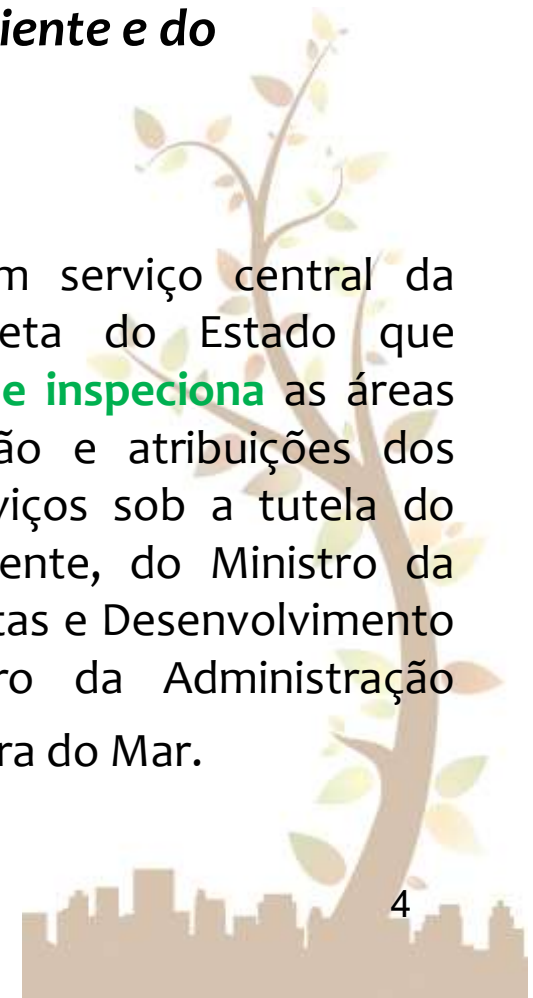 iente e do
m serviço central da
eta do Estado que
e inspeciona as áreas
ão e atribuições dos
viços sob a tutela do
ente, do Ministro da
tas e Desenvolvimento
ro da Administração
ra do Mar.
4